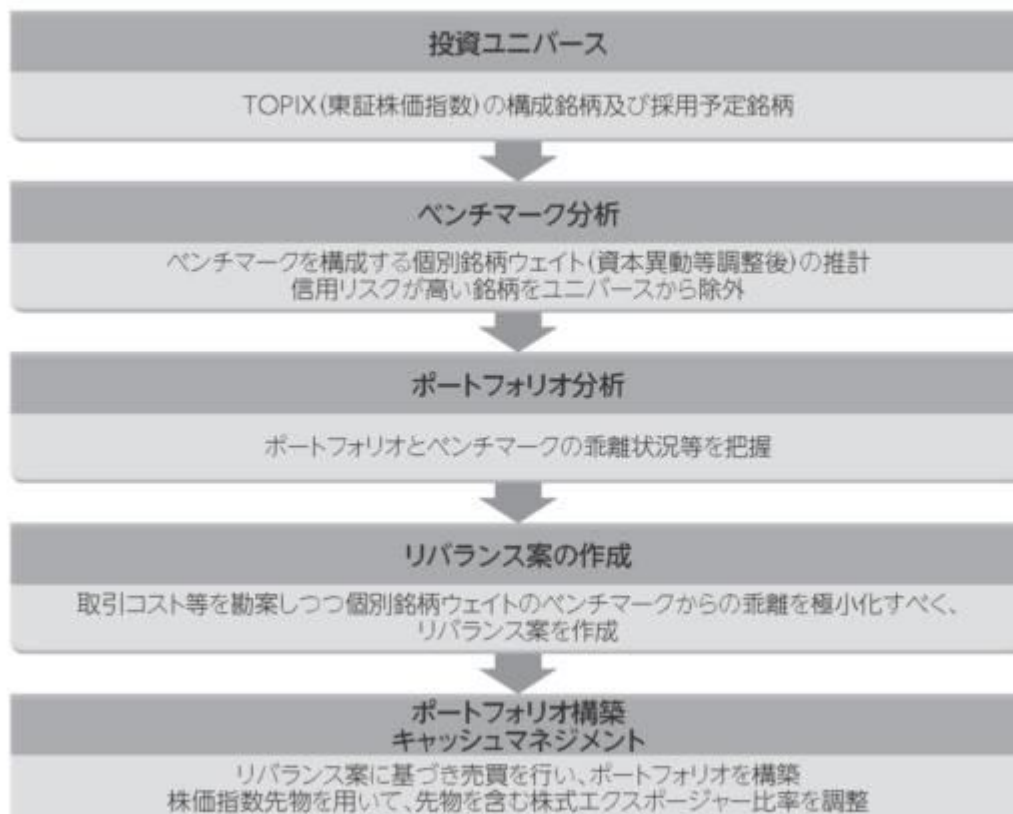 投資ユニバース
TOPIX(東証株価指数)の構成銘柄及び採用予定銘柄
ベンチマーク分析
ベンチマークを構成する個別銘柄ウェイト(資本異動等調整後)の推計
信用リスクが高い銘柄をユニバースから除外
ポートフォリオ分析
ポートフォリオとベンチマークの乖離状況等を把握
リバランス案の作成
取引コスト等を勘案しつつ個別銘柄ウェイトのベンチマークからの乖離を極小化すべく、
リバランス案を作成
ポートフォリオ構築
キャッシュマネジメント
リバランス案に基づき売買を行い、ポートフォリオを構築
株価指数先物を用いて、先物を含む株式エクスポージャー比率を調整